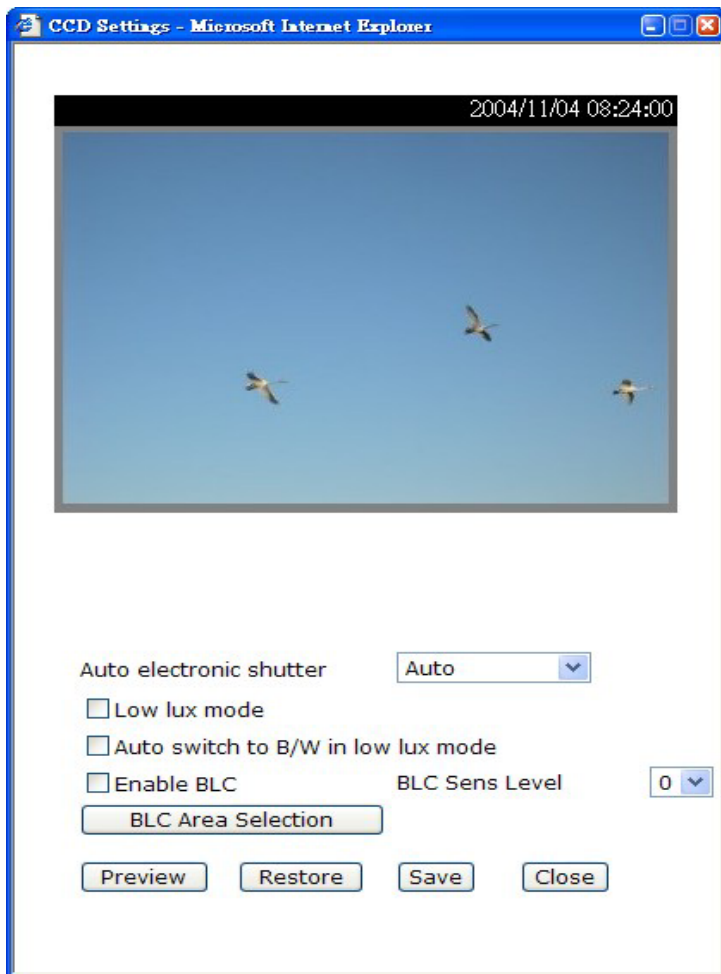 CCD Settings - Microsoft Internet Explorer
2004/11/04 08:24:00
Auto electronic shutter Auto
Low lux mode
Auto switch to B/W in low lux mode
Enable BLC BLC Sens Level 0
BLC Area Selection
Preview Restore Save Close